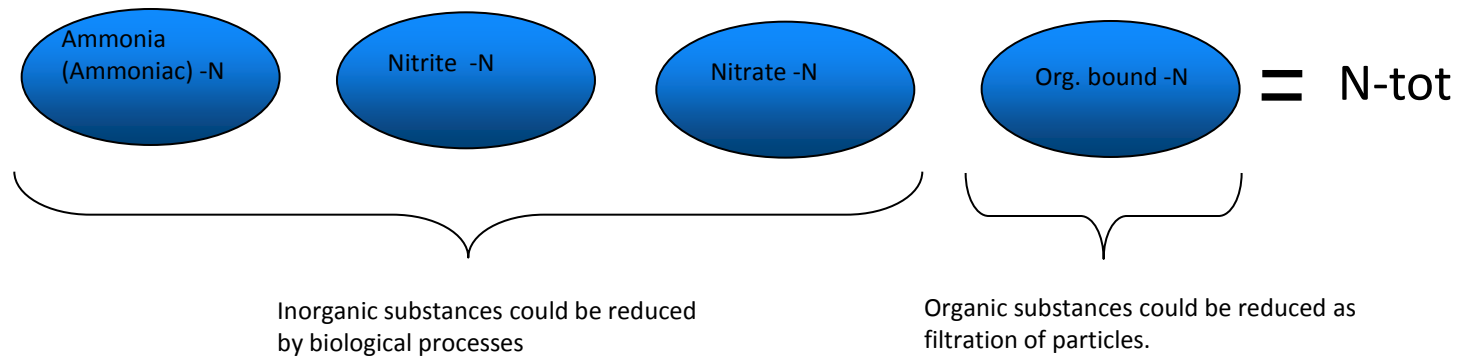 Ammonia
(Ammoniac) -N
Nitrite -N
Nitrate -N
Org. bound -N
= N-tot
Inorganic substances could be reduced
by biological processes
Organic substances could be reduced as
filtration of particles.